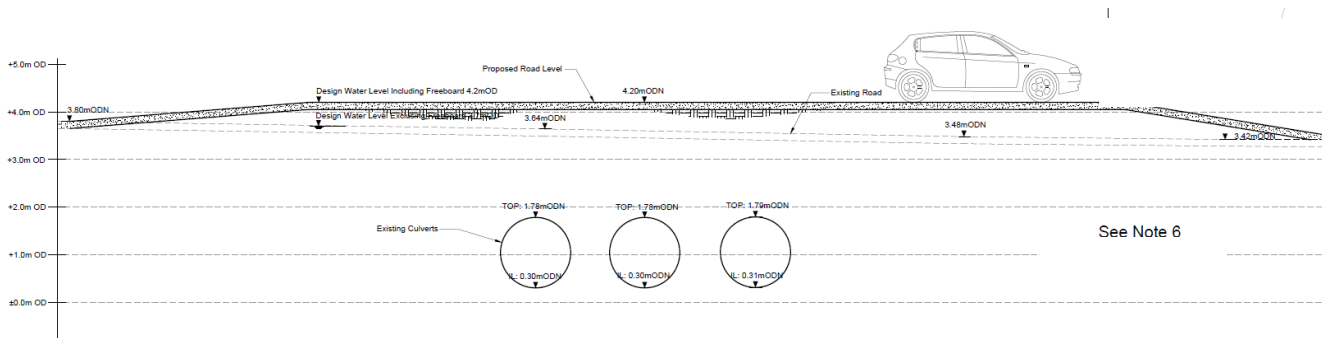 +5.0m OD
Proposed Road Level
3.80mODN
Design Water Level Including Freeboard 4.2mOD
4.20mODN
Existing Road
+4.0m OD
Design Water Level Excluding Freeboard
3.64mODN
3.48mODN
3.42mODN
+3.0m OD
+2.0m OD
TOP: 1.78mODN
TOP: 1.78mODN
TOP: 1.79mODN
Existing Culverts
See Note 6
+1.0m OD
IL: 0.30mODN
IL: 0.30mODN
IL: 0.31mODN
±0.0m OD